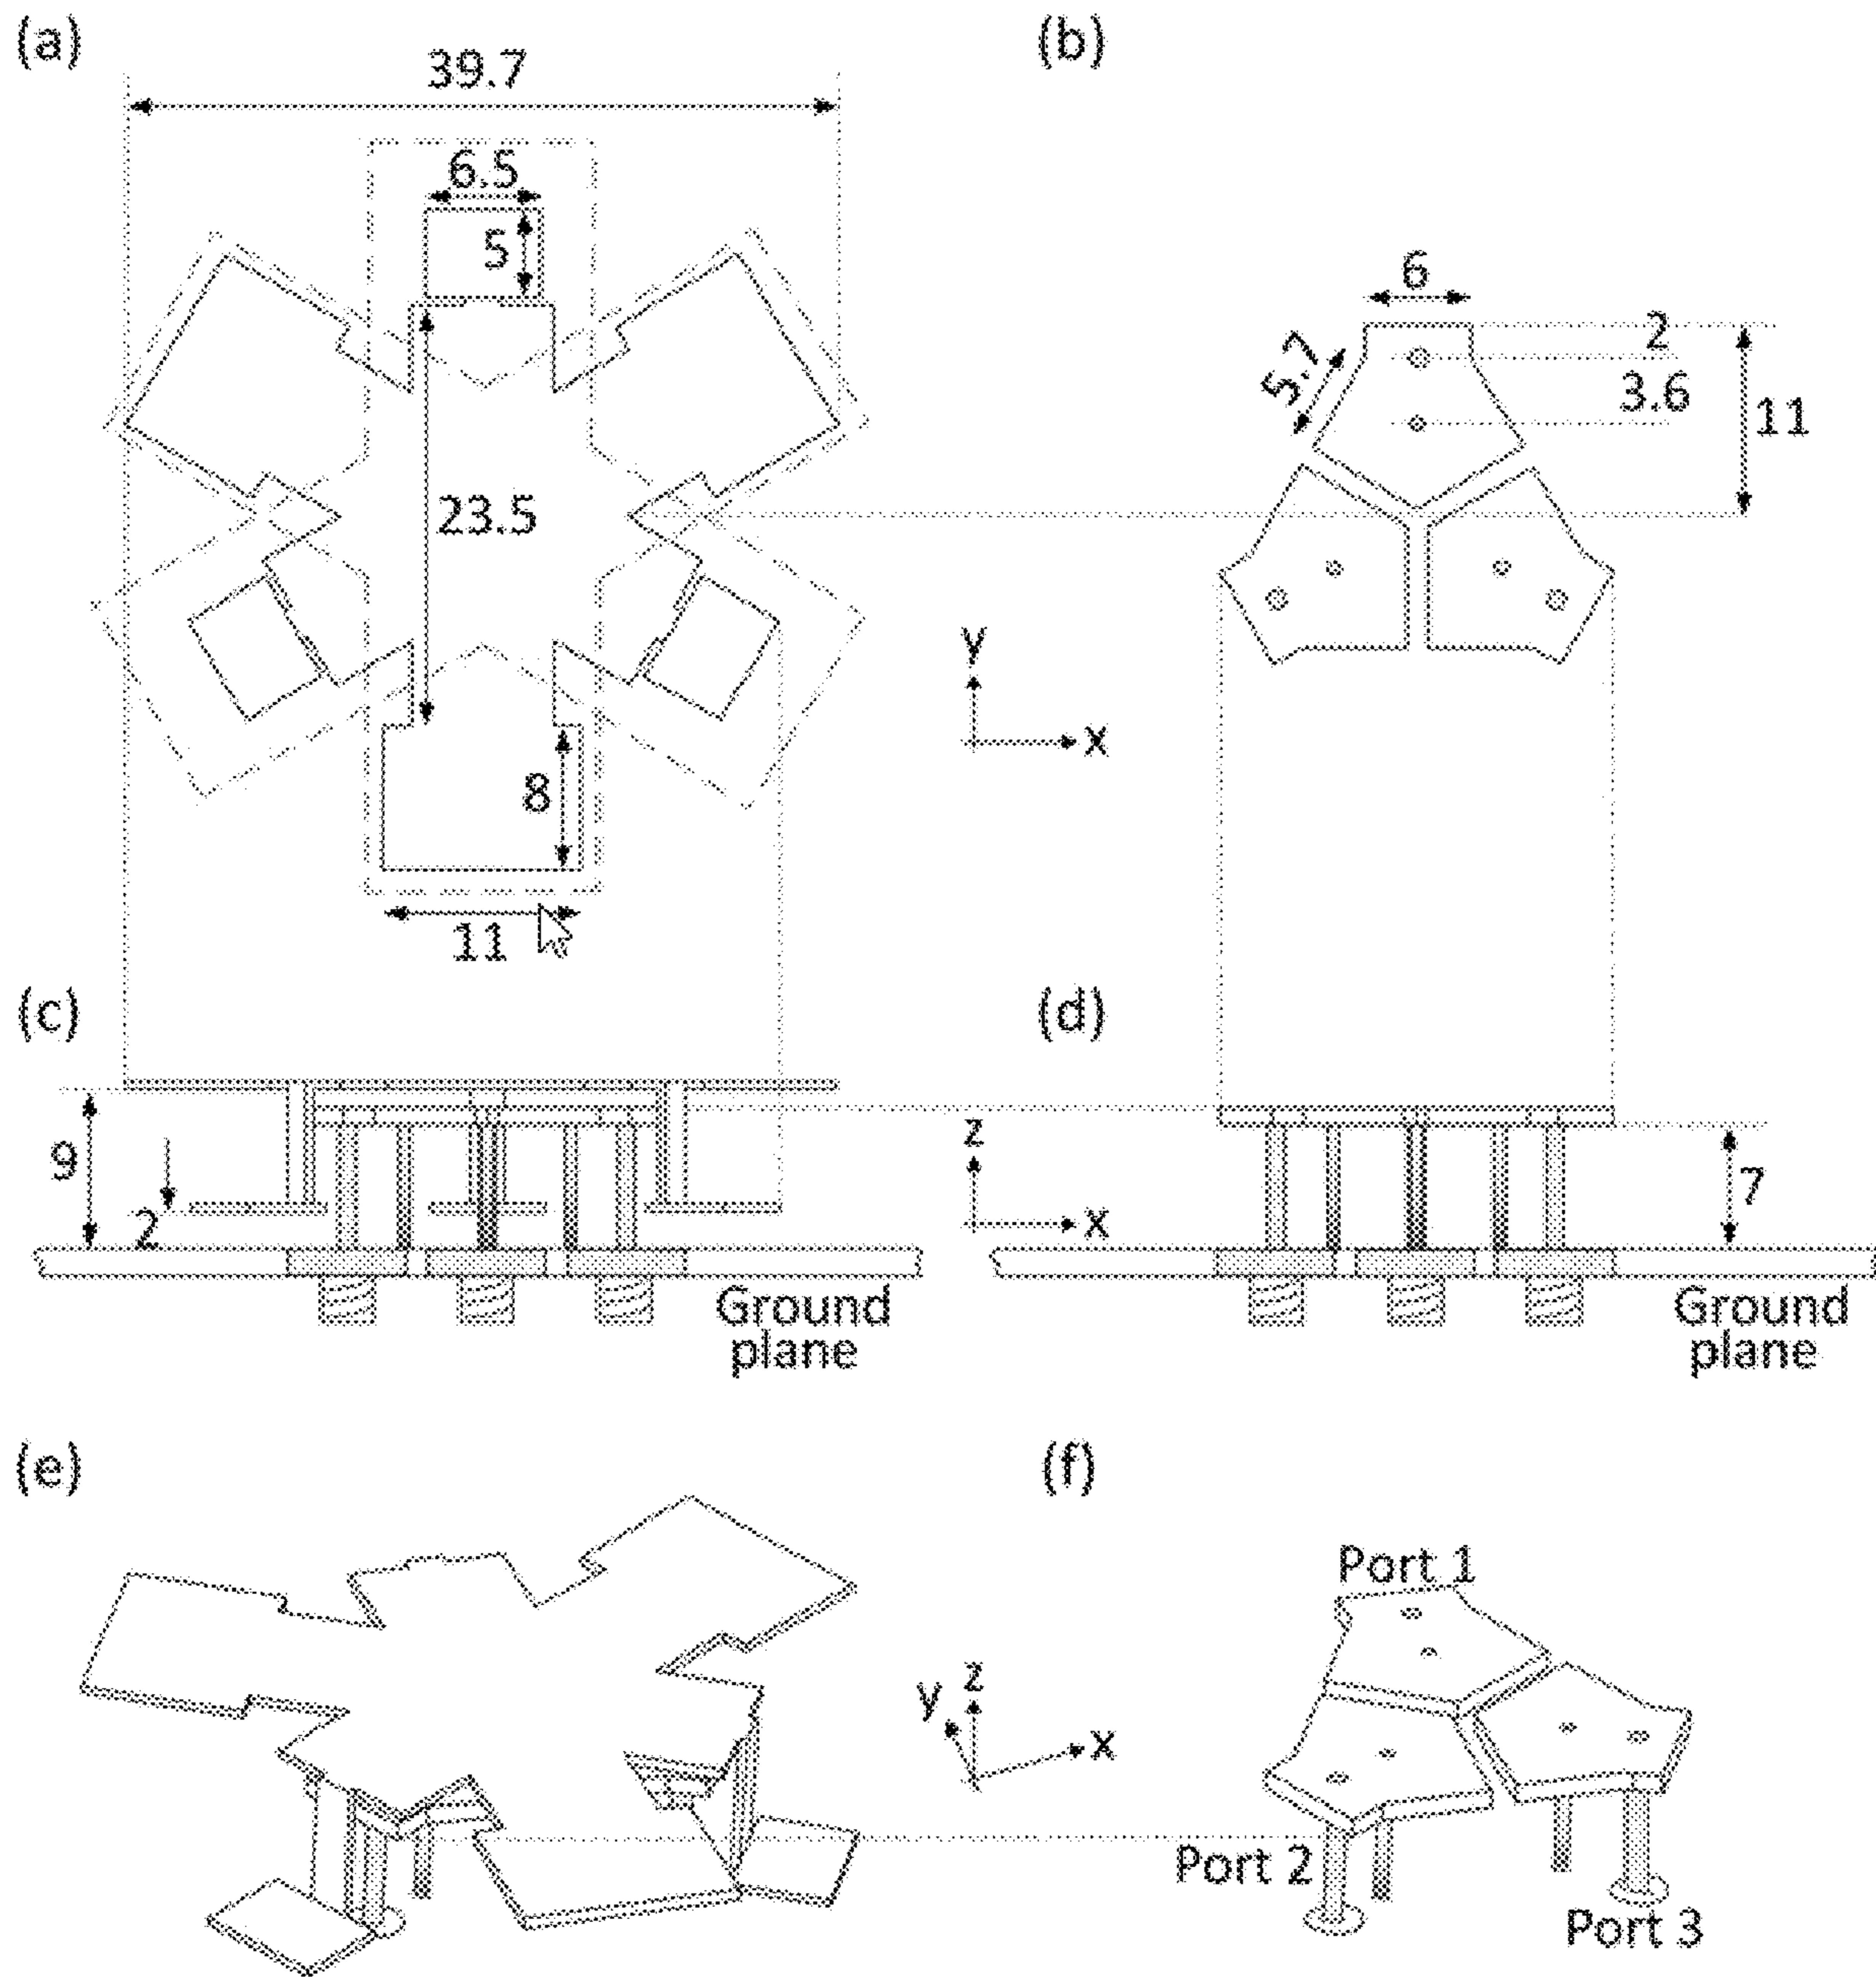 (a)
39.7
6.5
5
23.5
8
11
(b)
6
2
5.7
3.6
11
y
x
(c)
9
2
Ground
plane
z
x
(d)
7
Ground
plane
(e)
y
z
x
(f)
Port 1
Port 2
Port 3